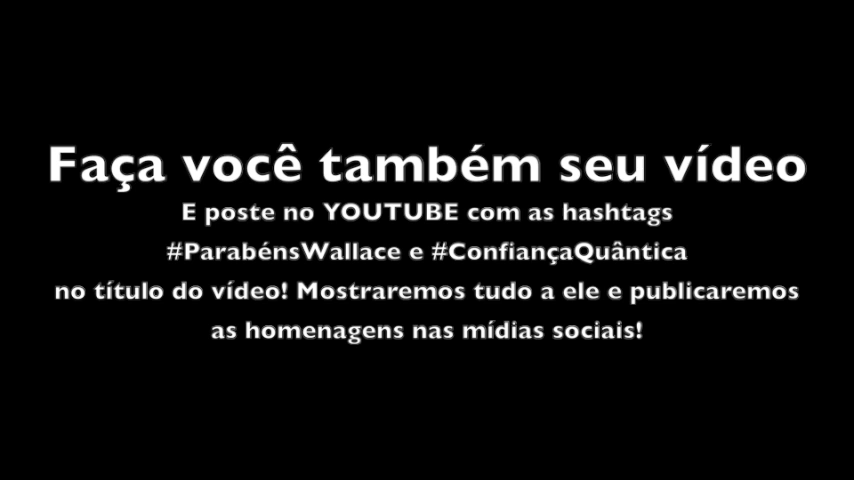 Faça você também seu vídeo
E poste no YOUTUBE com as hashtags
#ParabénsWallace e #ConfiançaQuântica
no título do vídeo! Mostraremos tudo a ele e publicaremos
as homenagens nas mídias sociais!